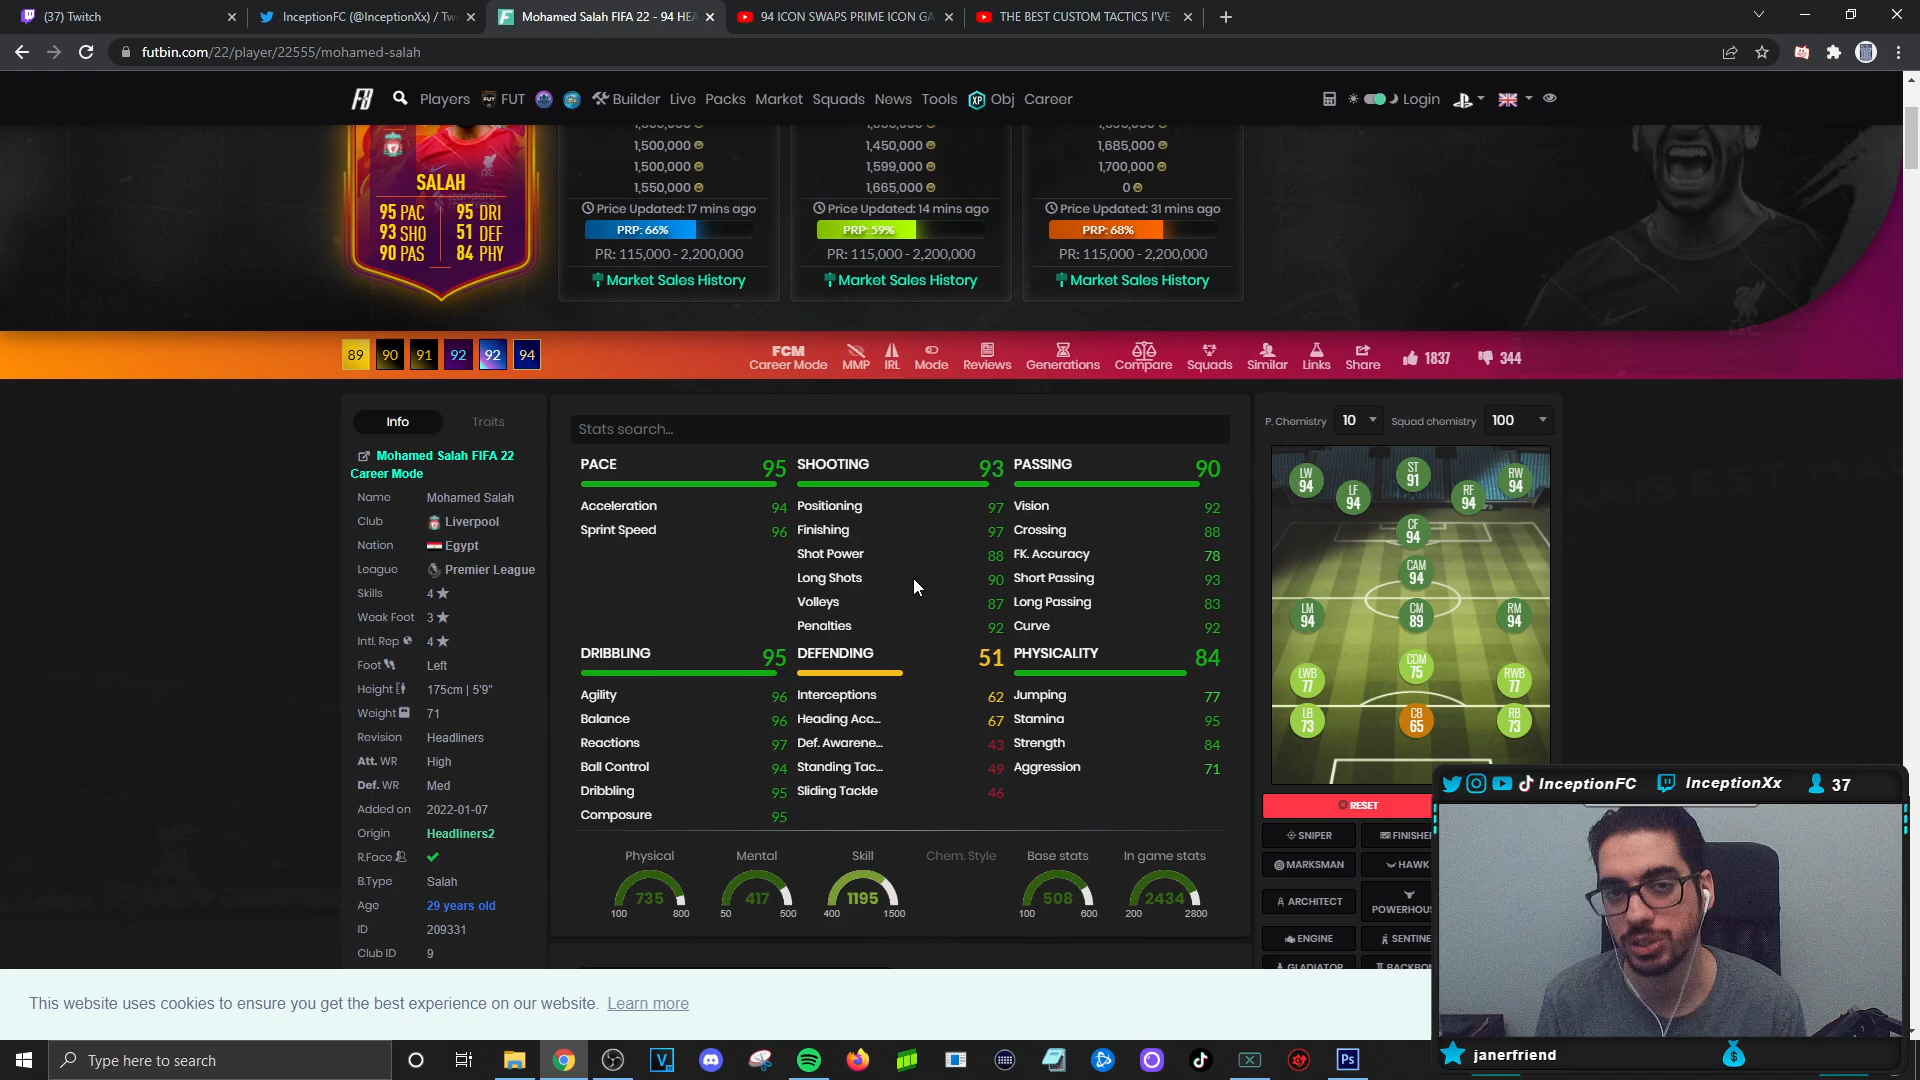 (37) Twitch
InceptionFC (@InceptionXx) / Tw
Mohamed Salah FIFA 22 - 94 HEA
94 ICON SWAPS PRIME ICON GA
THE BEST CUSTOM TACTICS I'VE
futbin.com/22/player/22555/mohamed-salah
Players FUT Builder Live Packs Market Squads News Tools XP Obj Career Login
1,500,000 1,450,000 1,685,000
1,500,000 1,599,000 1,700,000
1,550,000 1,665,000 0
SALAH
95 PAC 95 DRI
93 SHO 51 DEF
90 PAS 84 PHY
Price Updated: 17 mins ago Price Updated: 14 mins ago Price Updated: 31 mins ago
PRP: 66% PRP: 59% PRP: 68%
PR: 115,000 - 2,200,000 PR: 115,000 - 2,200,000 PR: 115,000 - 2,200,000
Market Sales History Market Sales History Market Sales History
89 90 91 92 92 94
FCM
Career Mode MMP IRL Mode Reviews Generations Compare Squads Similar Links Share 1837 344
Info Traits
Mohamed Salah FIFA 22
Career Mode
Name Mohamed Salah
Club Liverpool
Nation Egypt
League Premier League
Skills 4
Weak Foot 3
Intl. Rep 4
Foot Left
Height 175cm | 5'9"
Weight 71
Revision Headliners
Att. WR High
Def. WR Med
Added on 2022-01-07
Origin Headliners2
R.Face
B.Type Salah
Age 29 years old
ID 209331
Club ID 9
Stats search...
PACE 95
Acceleration 94
Sprint Speed 96
SHOOTING 93
Positioning 97
Finishing 97
Shot Power 88
Long Shots 90
Volleys 87
Penalties 92
PASSING 90
Vision 92
Crossing 88
FK. Accuracy 78
Short Passing 93
Long Passing 83
Curve 92
DRIBBLING 95
Agility 96
Balance 96
Reactions 97
Ball Control 94
Dribbling 95
Composure 95
DEFENDING 51
Interceptions 62
Heading Acc... 67
Def. Awarene... 43
Standing Tac... 49
Sliding Tackle 46
PHYSICALITY 84
Jumping 77
Stamina 95
Strength 84
Aggression 71
Physical Mental Skill Chem. Style Base stats In game stats
735 417 1195 508 2434
100 800 50 500 400 1500 100 600 200 2800
P. Chemistry 10 Squad chemistry 100
LW 94
ST 91
RW 94
LF 94
RF 94
CF 94
CAM 94
LM 94
CM 89
RM 94
CDM 75
LWB 77
RWB 77
LB 73
CB 65
RB 73
RESET
SNIPER FINISHE
MARKSMAN HAWK
ARCHITECT POWERHOU
ENGINE SENTINE
GLADIATOR BACKBO
InceptionFC InceptionXx 37
janerfriend
This website uses cookies to ensure you get the best experience on our website. Learn more
Type here to search